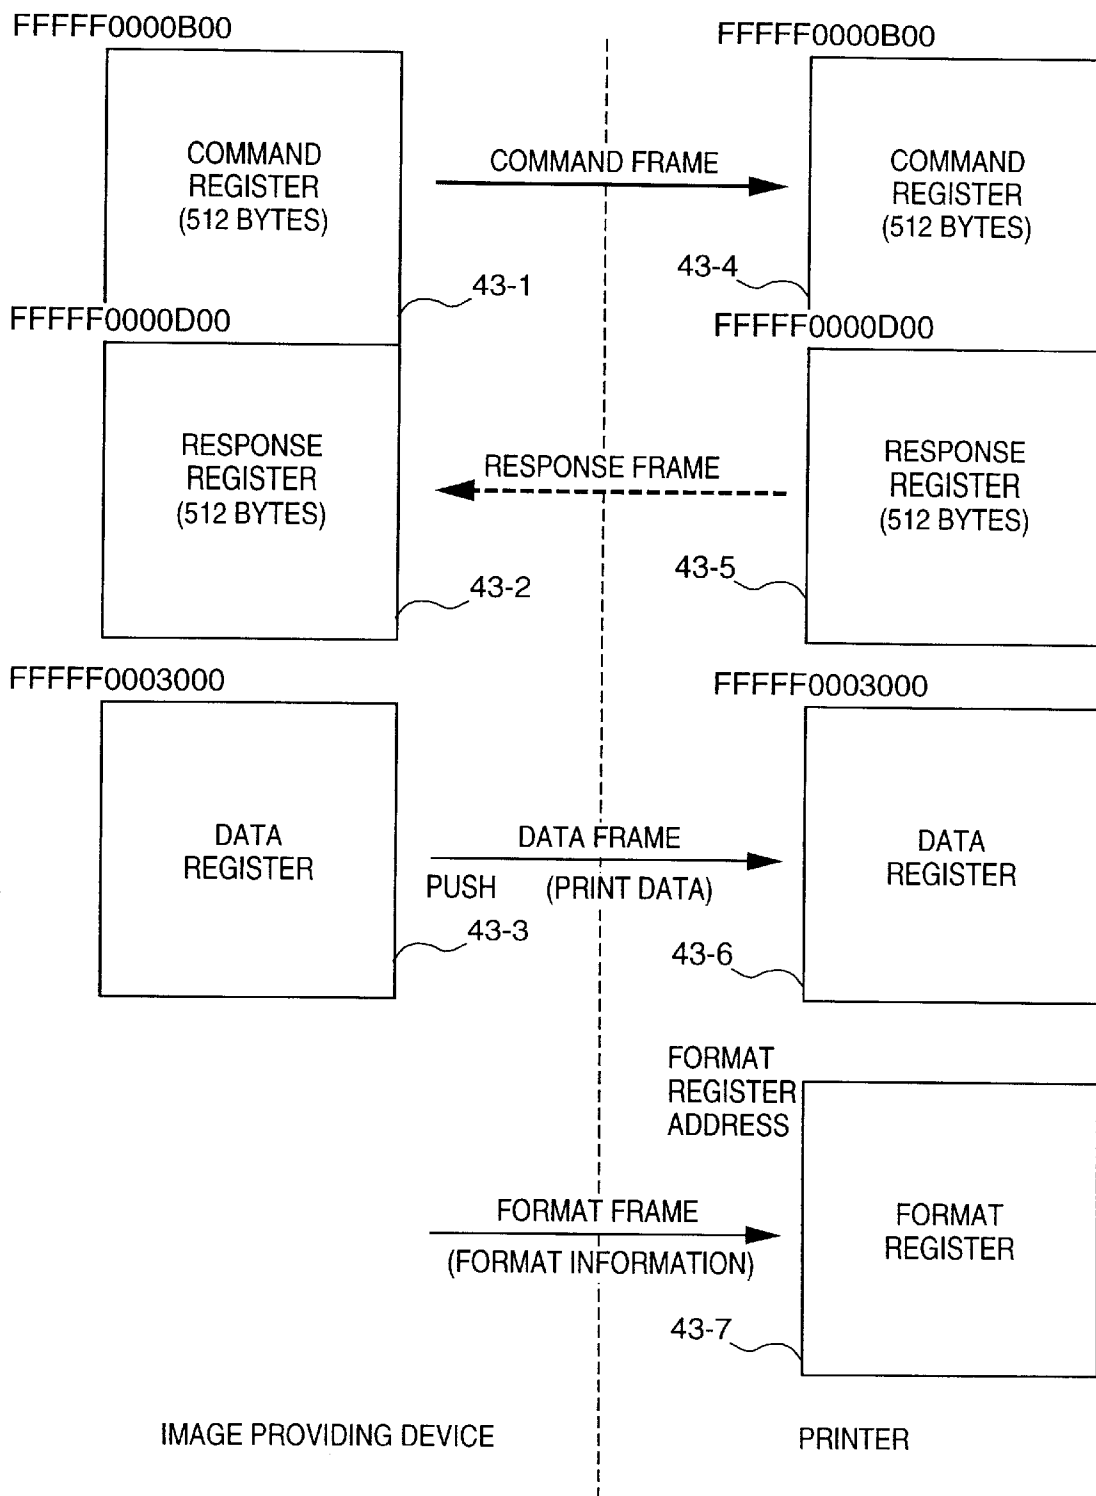 FFFFF0000B00
FFFFF0000B00
COMMAND
REGISTER
(512 BYTES)
COMMAND FRAME
COMMAND
REGISTER
(512 BYTES)
43-1
43-4
FFFFF0000D00
FFFFF0000D00
RESPONSE
REGISTER
(512 BYTES)
RESPONSE FRAME
RESPONSE
REGISTER
(512 BYTES)
43-2
43-5
FFFFF0003000
FFFFF0003000
DATA
REGISTER
DATA FRAME
PUSH (PRINT DATA)
DATA
REGISTER
43-3
43-6
FORMAT
REGISTER
ADDRESS
FORMAT FRAME
(FORMAT INFORMATION)
FORMAT
REGISTER
43-7
IMAGE PROVIDING DEVICE
PRINTER